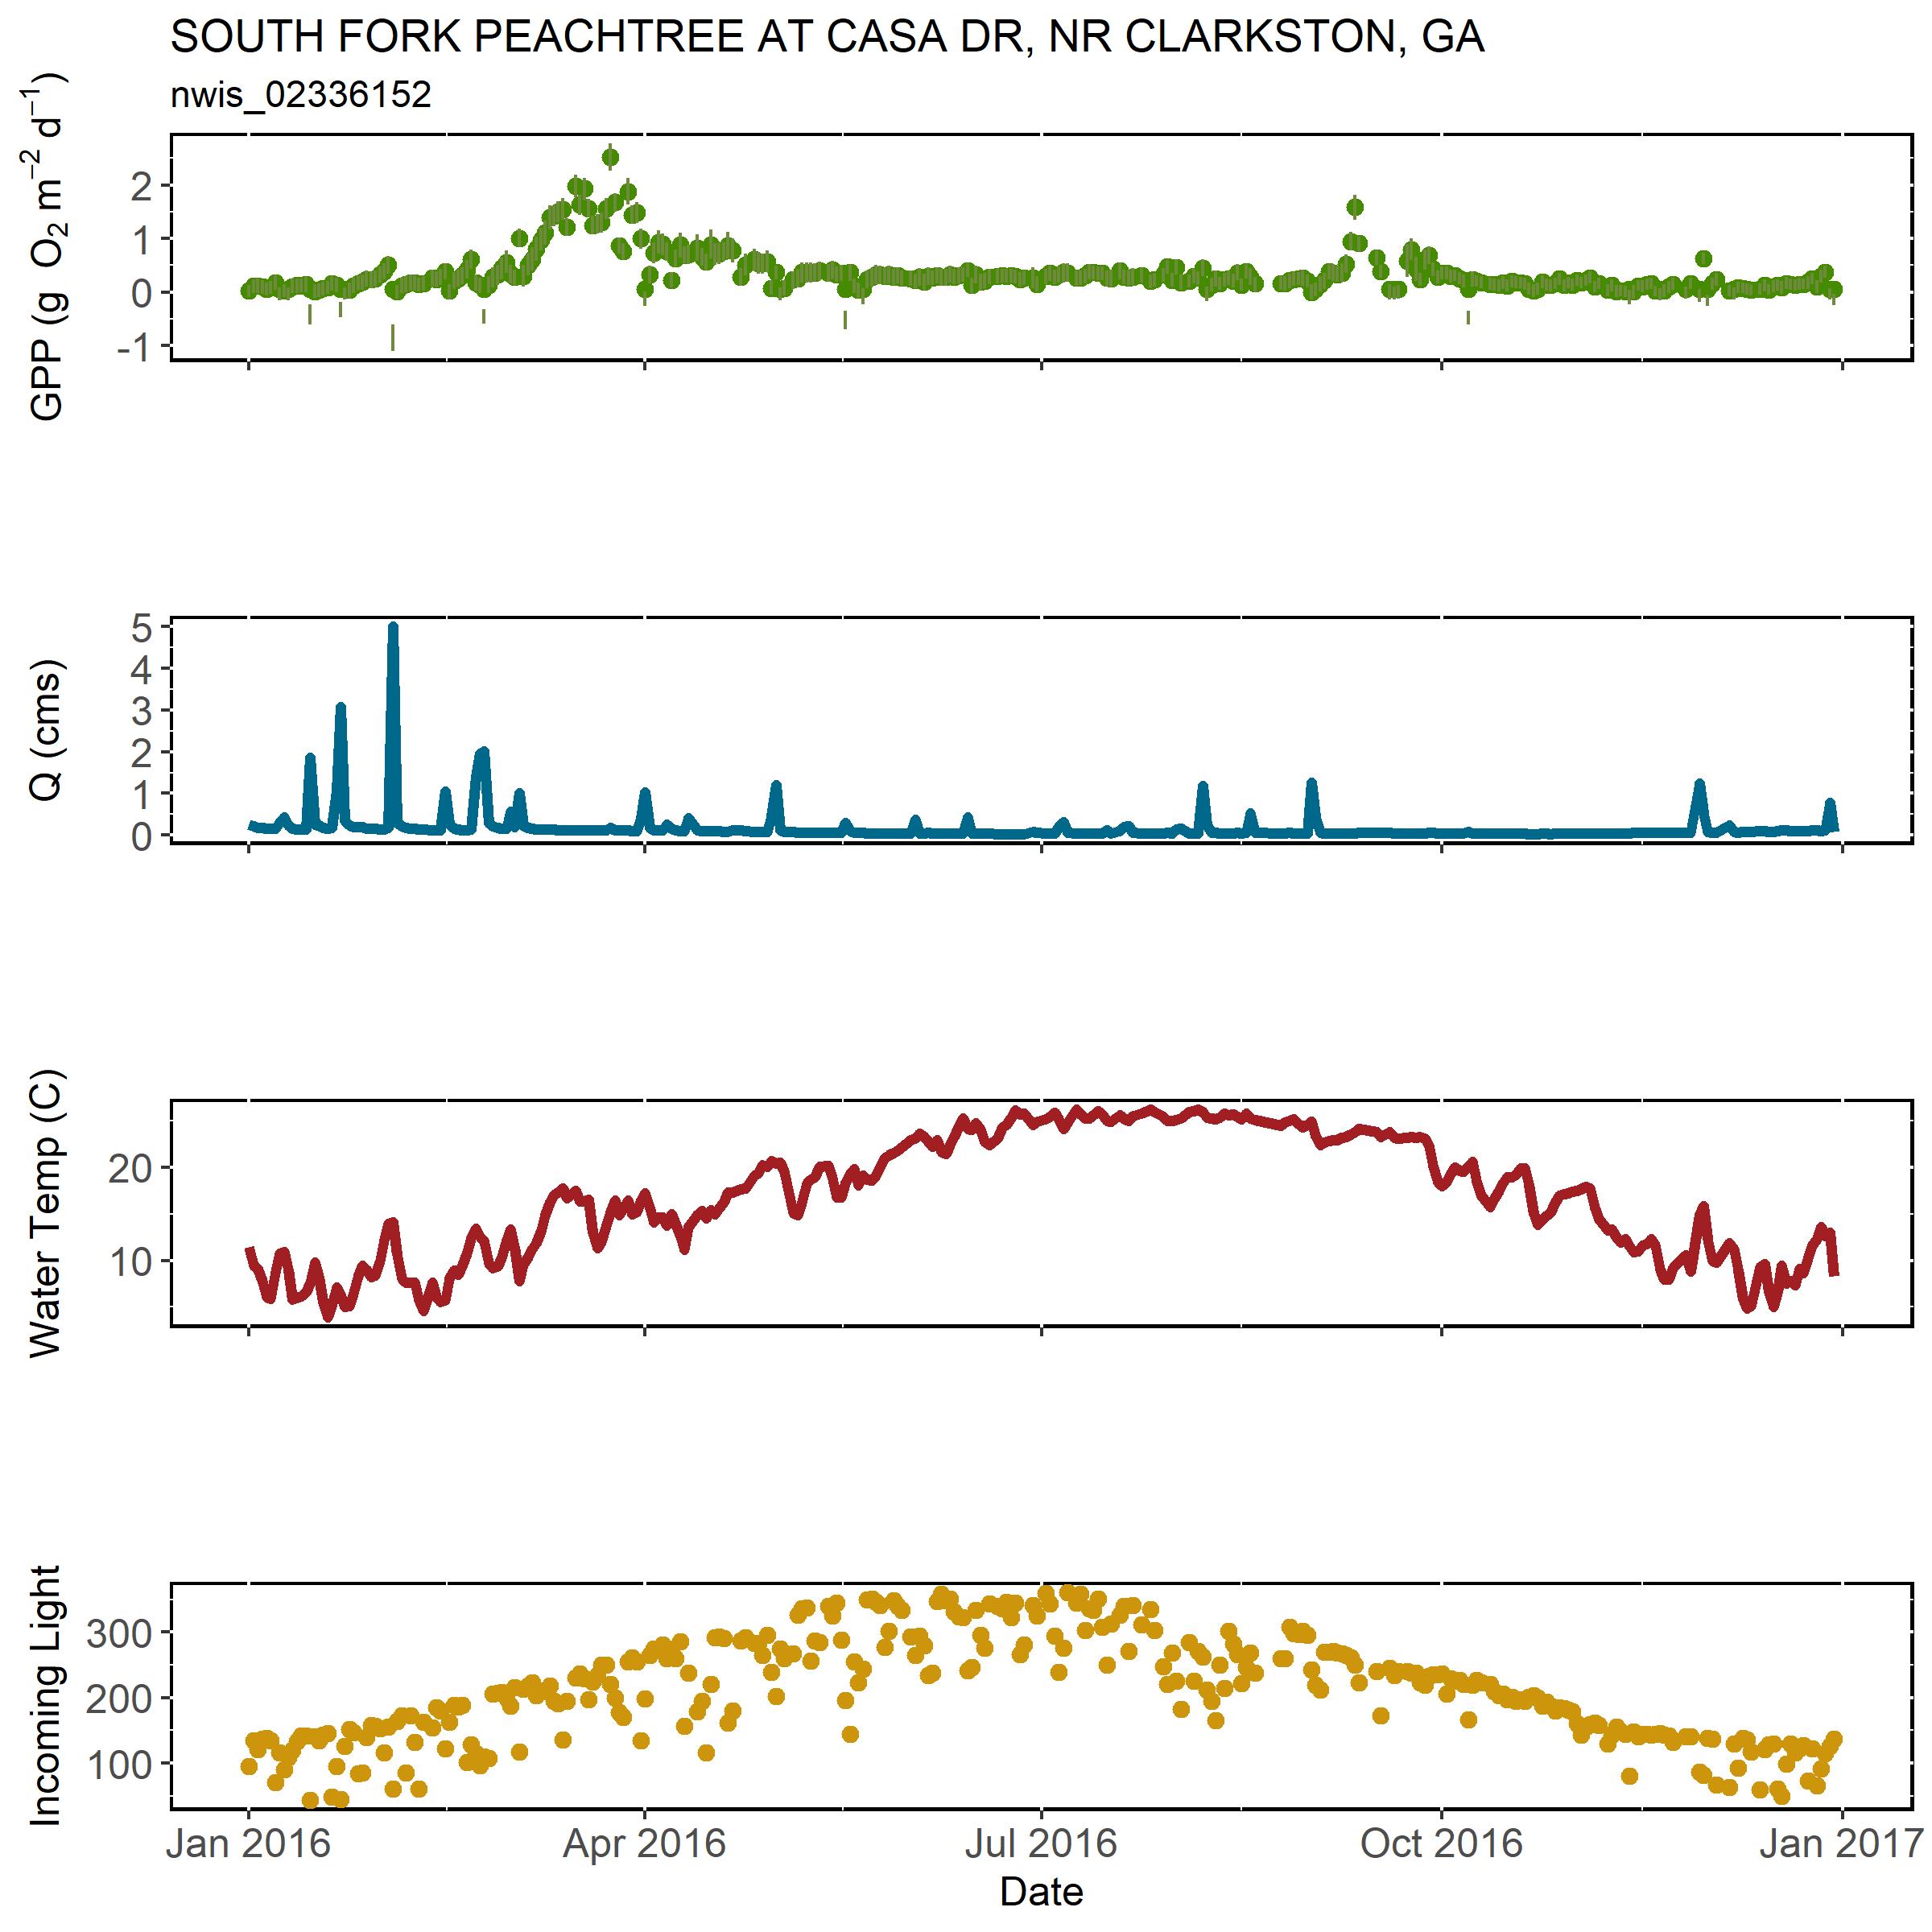 SOUTH FORK PEACHTREE AT CASA DR, NR CLARKSTON, GA
nwis_02336152
GPP (g O₂ m⁻² d⁻¹)
2
1
0
-1
Q (cms)
5
4
3
2
1
0
Water Temp (C)
20
10
Incoming Light
300
200
100
Jan 2016 Apr 2016 Jul 2016 Oct 2016 Jan 2017
Date